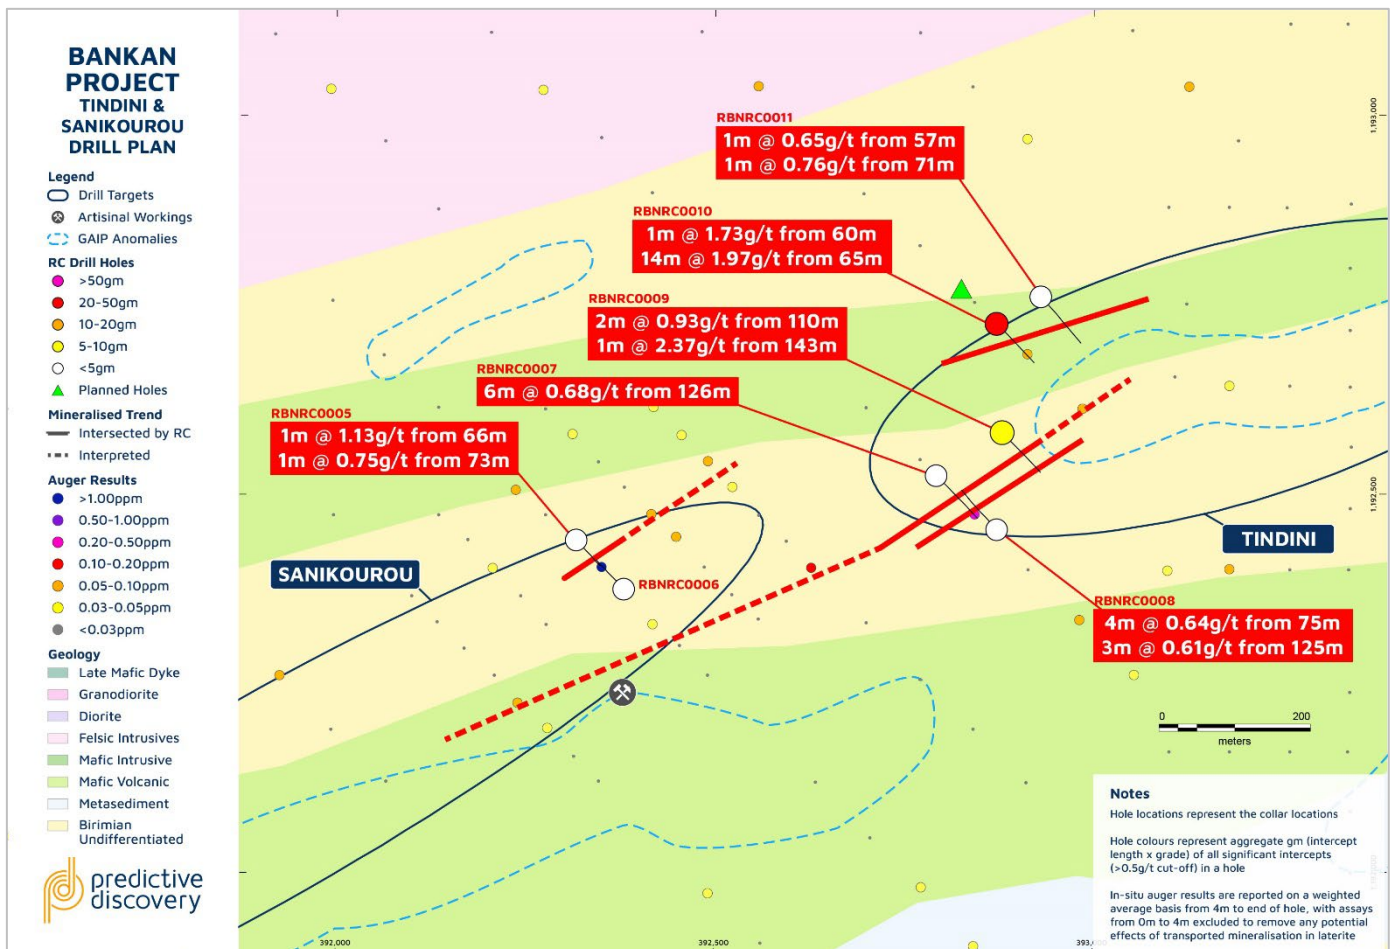 BANKAN
PROJECT
TINDINI &
SANIKOUROU
DRILL PLAN
Legend
Drill Targets
Artisinal Workings
GAIP Anomalies
RC Drill Holes
>50gm
20-50gm
10-20gm
5-10gm
<5gm
Planned Holes
Mineralised Trend
Intersected by RC
Interpreted
Auger Results
>1.00ppm
0.50-1.00ppm
0.20-0.50ppm
0.10-0.20ppm
0.05-0.10ppm
0.03-0.05ppm
<0.03ppm
Geology
Late Mafic Dyke
Granodiorite
Diorite
Felsic Intrusives
Mafic Intrusive
Mafic Volcanic
Metasediment
Birimian
Undifferentiated
predictive
discovery
RBNRC0011
1m @ 0.65g/t from 57m
1m @ 0.76g/t from 71m
RBNRC0010
1m @ 1.73g/t from 60m
14m @ 1.97g/t from 65m
RBNRC0009
2m @ 0.93g/t from 110m
1m @ 2.37g/t from 143m
RBNRC0007
6m @ 0.68g/t from 126m
RBNRC0005
1m @ 1.13g/t from 66m
1m @ 0.75g/t from 73m
SANIKOUROU
RBNRC0006
TINDINI
RBNRC0008
4m @ 0.64g/t from 75m
3m @ 0.61g/t from 125m
1,193,000
1,192,500
0 200
meters
Notes
Hole locations represent the collar locations
Hole colours represent aggregate gm (intercept
length x grade) of all significant intercepts
(>0.5g/t cut-off) in a hole
In-situ auger results are reported on a weighted
average basis from 4m to end of hole, with assays
from 0m to 4m excluded to remove any potential
effects of transported mineralisation in laterite
392,000
392,500